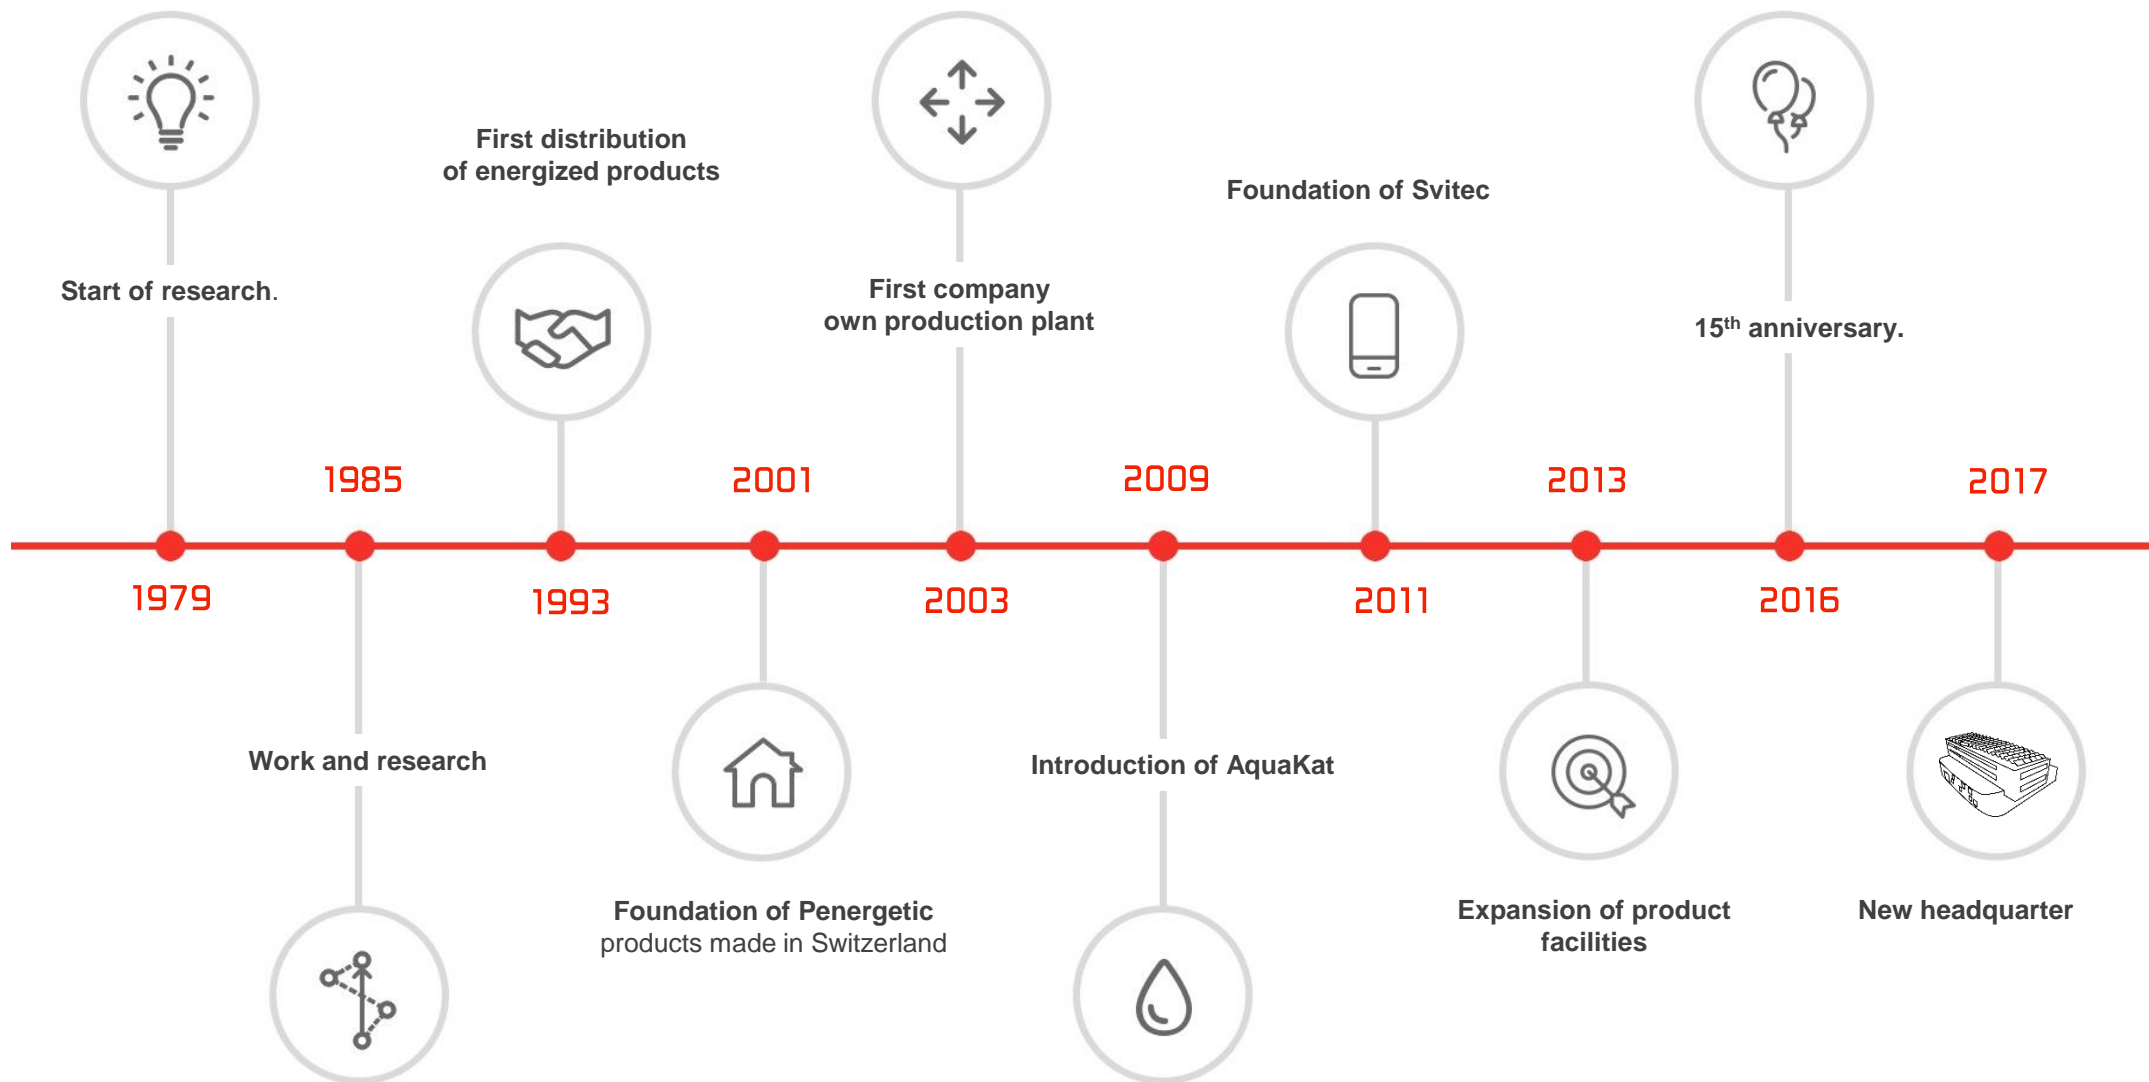 First distribution
of energized products
Foundation of Svitec
Start of research.
First company
own production plant
15th anniversary.
1985
2001
2009
2013
2017
1979
1993
2003
2011
2016
Work and research
Introduction of AquaKat
Foundation of Penergetic
products made in Switzerland
Expansion of product
facilities
New headquarter